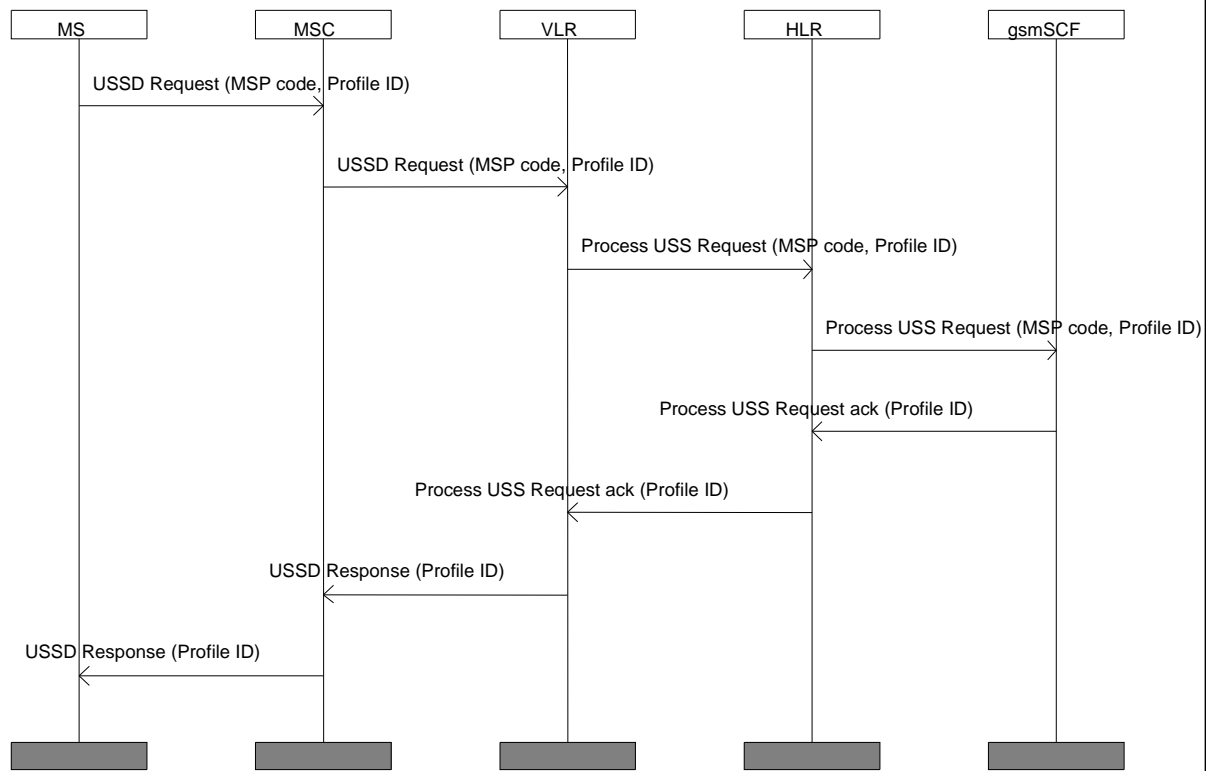 MS
MSC
VLR
HLR
gsmSCF
USSD Request (MSP code, Profile ID)
USSD Request (MSP code, Profile ID)
Process USS Request (MSP code, Profile ID)
Process USS Request (MSP code, Profile ID)
Process USS Request ack (Profile ID)
Process USS Request ack (Profile ID)
USSD Response (Profile ID)
USSD Response (Profile ID)